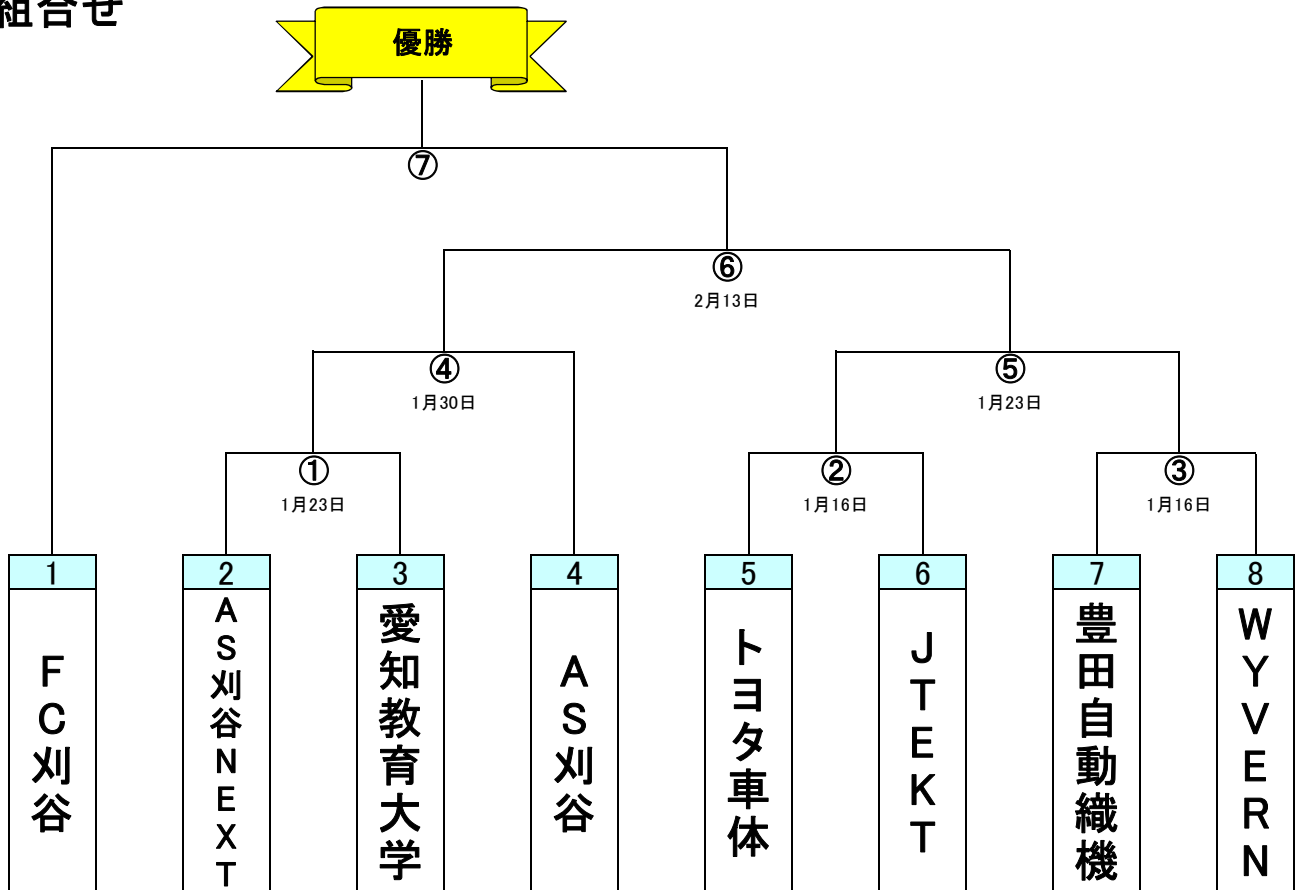 組合せ
優勝
⑦
⑥
2月13日
④
⑤
1月30日
1月23日
①
②
③
1月23日
1月16日
1月16日
1
2
3
4
5
6
7
8
FC刈谷
AS刈谷NEXT
愛知教育大学
AS刈谷
トヨタ車体
JTEKT
豊田自動織機
WYVERN